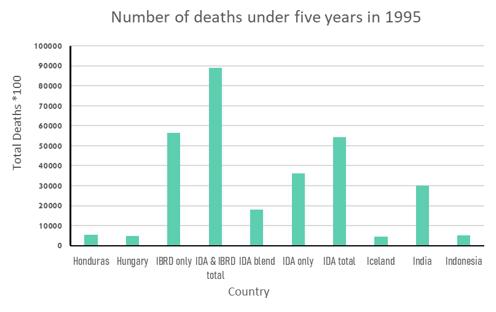 Number of deaths under five years in 1995
Total Deaths *100
100000
90000
80000
70000
60000
50000
40000
30000
20000
10000
0
Honduras Hungary IBRD only IDA & IBRD total IDA blend IDA only IDA total Iceland India Indonesia
Country